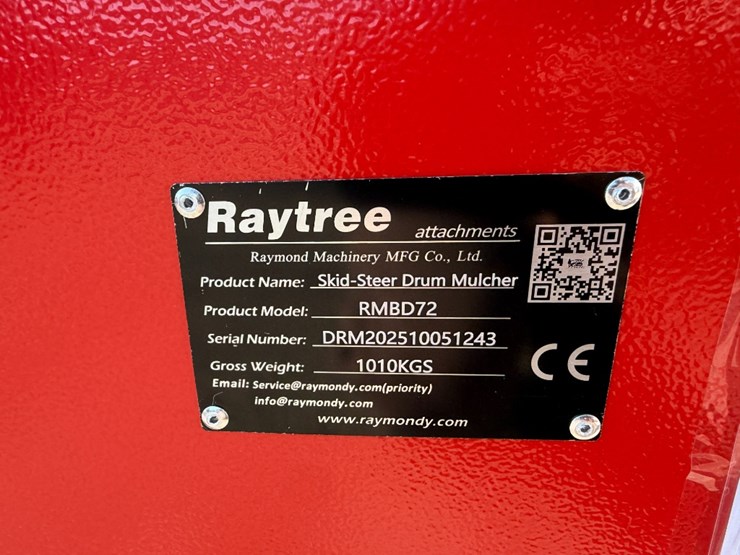 Raytree attachments
Raymond Machinery MFG Co., Ltd.
Product Name: Skid-Steer Drum Mulcher
Product Model: RMBD72
Serial Number: DRM202510051243
Gross Weight: 1010KGS
CE
Email: Service@raymondy.com(priority)
info@raymondy.com
www.raymondy.com